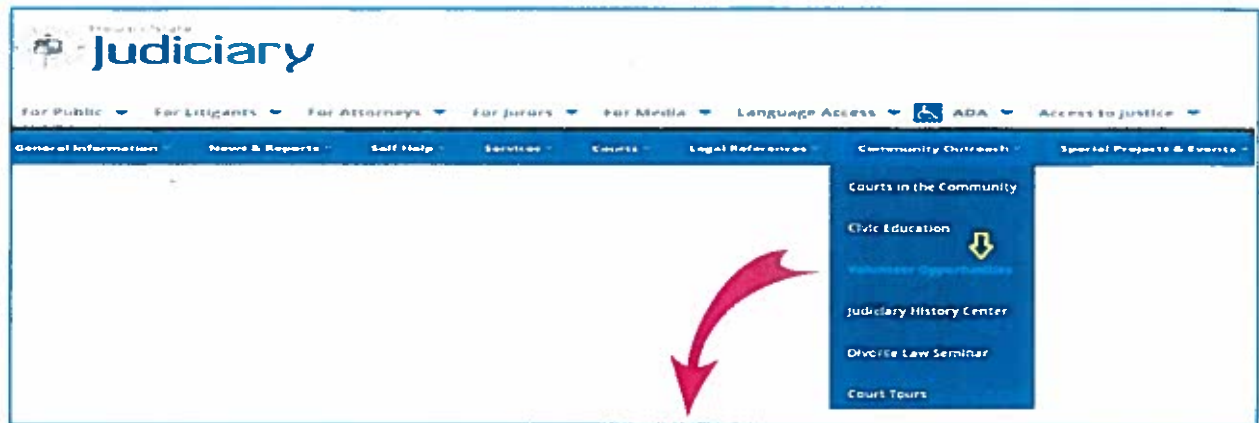 Judiciary
For Public For Litigants For Attorneys For Jurors For Media Language Access ADA Access to Justice
General Information News & Reports Self Help Services Courts Legal References Community Outreach Special Projects & Events
Courts in the Community
Civic Education
Volunteer Opportunities
Judiciary History Center
Divorce Law Seminar
Court Tours